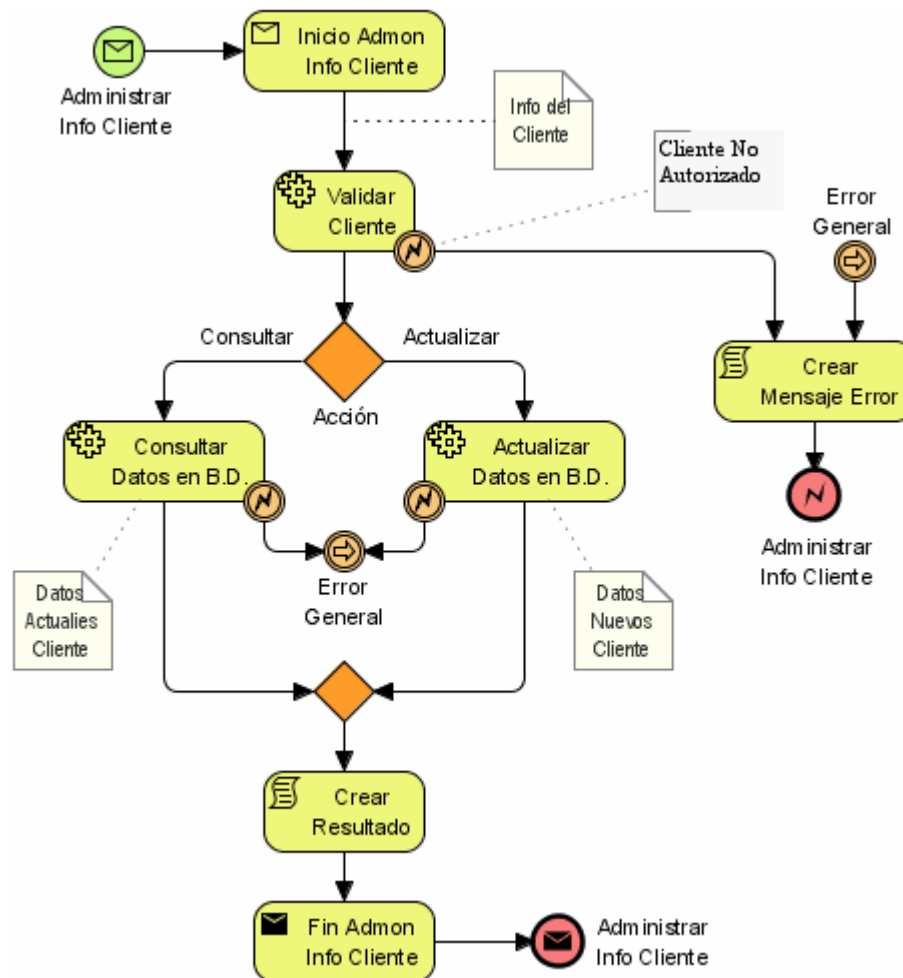 Inicio Admon
Info Cliente
Administrar
Info Cliente
Info del
Cliente
Cliente No
Autorizado
Validar
Cliente
Error
General
Consultar
Actualizar
Acción
Crear
Mensaje Error
Consultar
Datos en B.D.
Actualizar
Datos en B.D.
Administrar
Info Cliente
Error
General
Datos
Actualies
Cliente
Datos
Nuevos
Cliente
Crear
Resultado
Fin Admon
Info Cliente
Administrar
Info Cliente